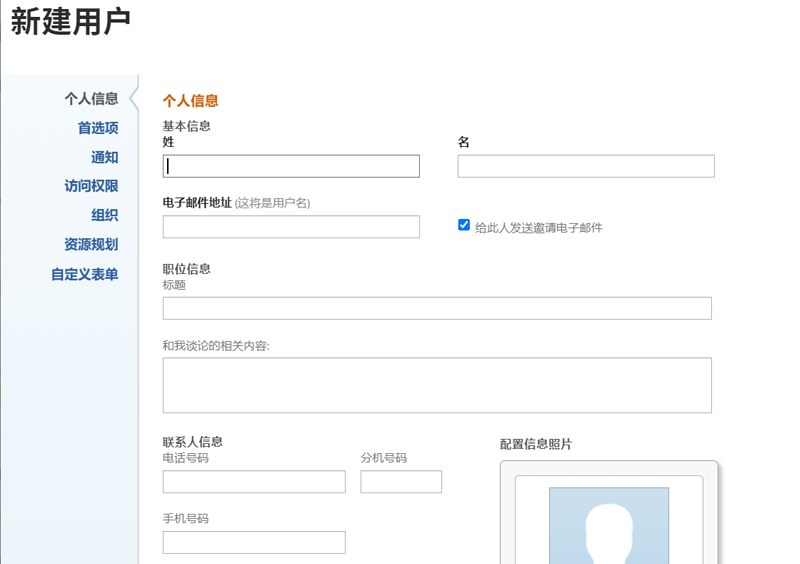 新建用户
个人信息
首选项
通知
访问权限
组织
资源规划
自定义表单
个人信息
基本信息
姓
名
电子邮件地址 (这将是用户名)
给此人发送邀请电子邮件
职位信息
标题
和我谈论的相关内容:
联系人信息
电话号码
分机号码
配置信息照片
手机号码